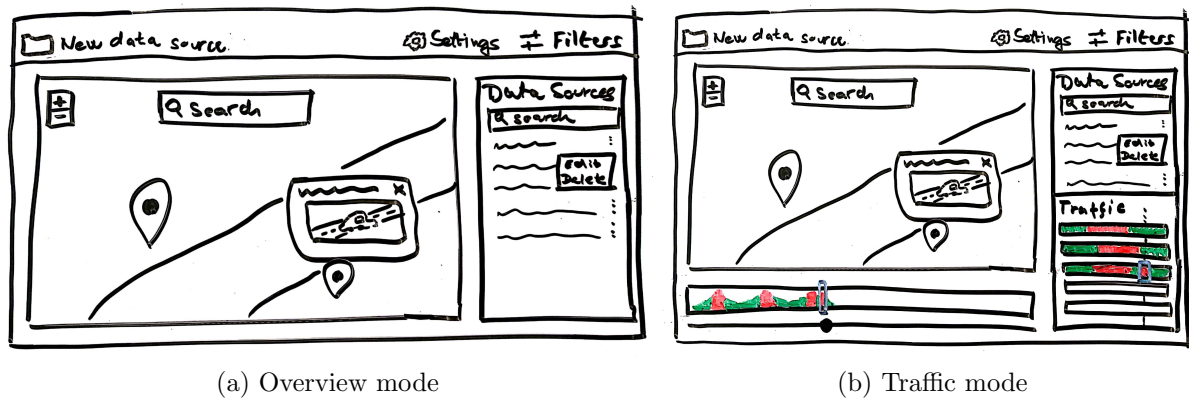 New data source
Settings
Filters
+
-
Search
Data Sources
search
Edit
Delete
x
New data source
Settings
Filters
+
-
Search
Data Sources
search
Edit
Delete
x
Traffic
(a) Overview mode
(b) Traffic mode